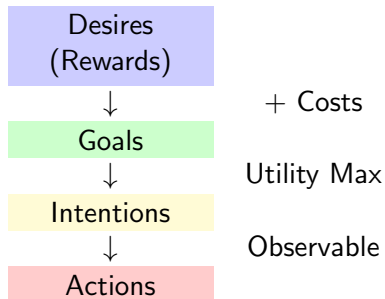 Desires
(Rewards)
↓
+ Costs
Goals
↓
Utility Max
Intentions
↓
Observable
Actions